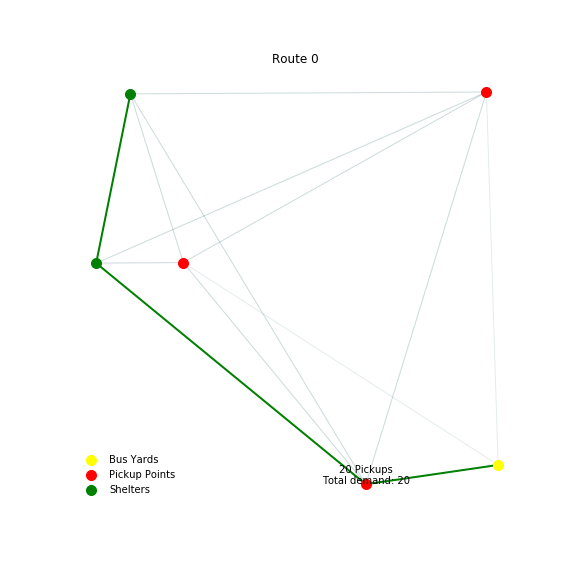 Route 0
Bus Yards
Pickup Points
Shelters
20 Pickups
Total demand: 20